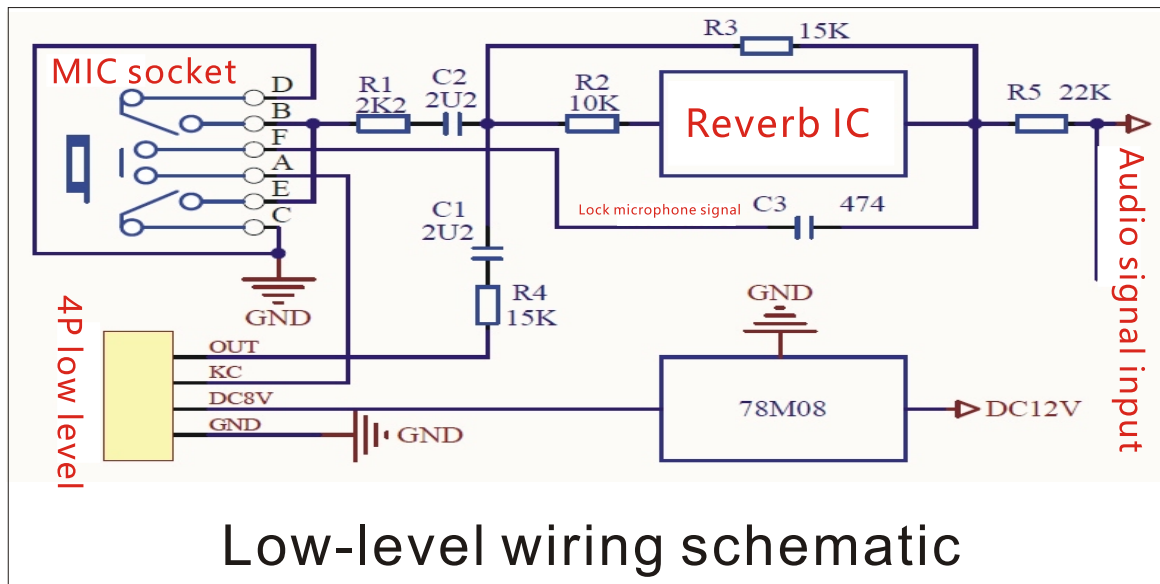 MIC socket
D
B
F
A
E
C
GND
R1
2K2
C2
2U2
R2
10K
R3
15K
Reverb IC
R5
22K
Lock microphone signal
C3
474
C1
2U2
R4
15K
Audio signal input
4P low level
OUT
KC
DC8V
GND
GND
GND
78M08
DC12V
Low-level wiring schematic